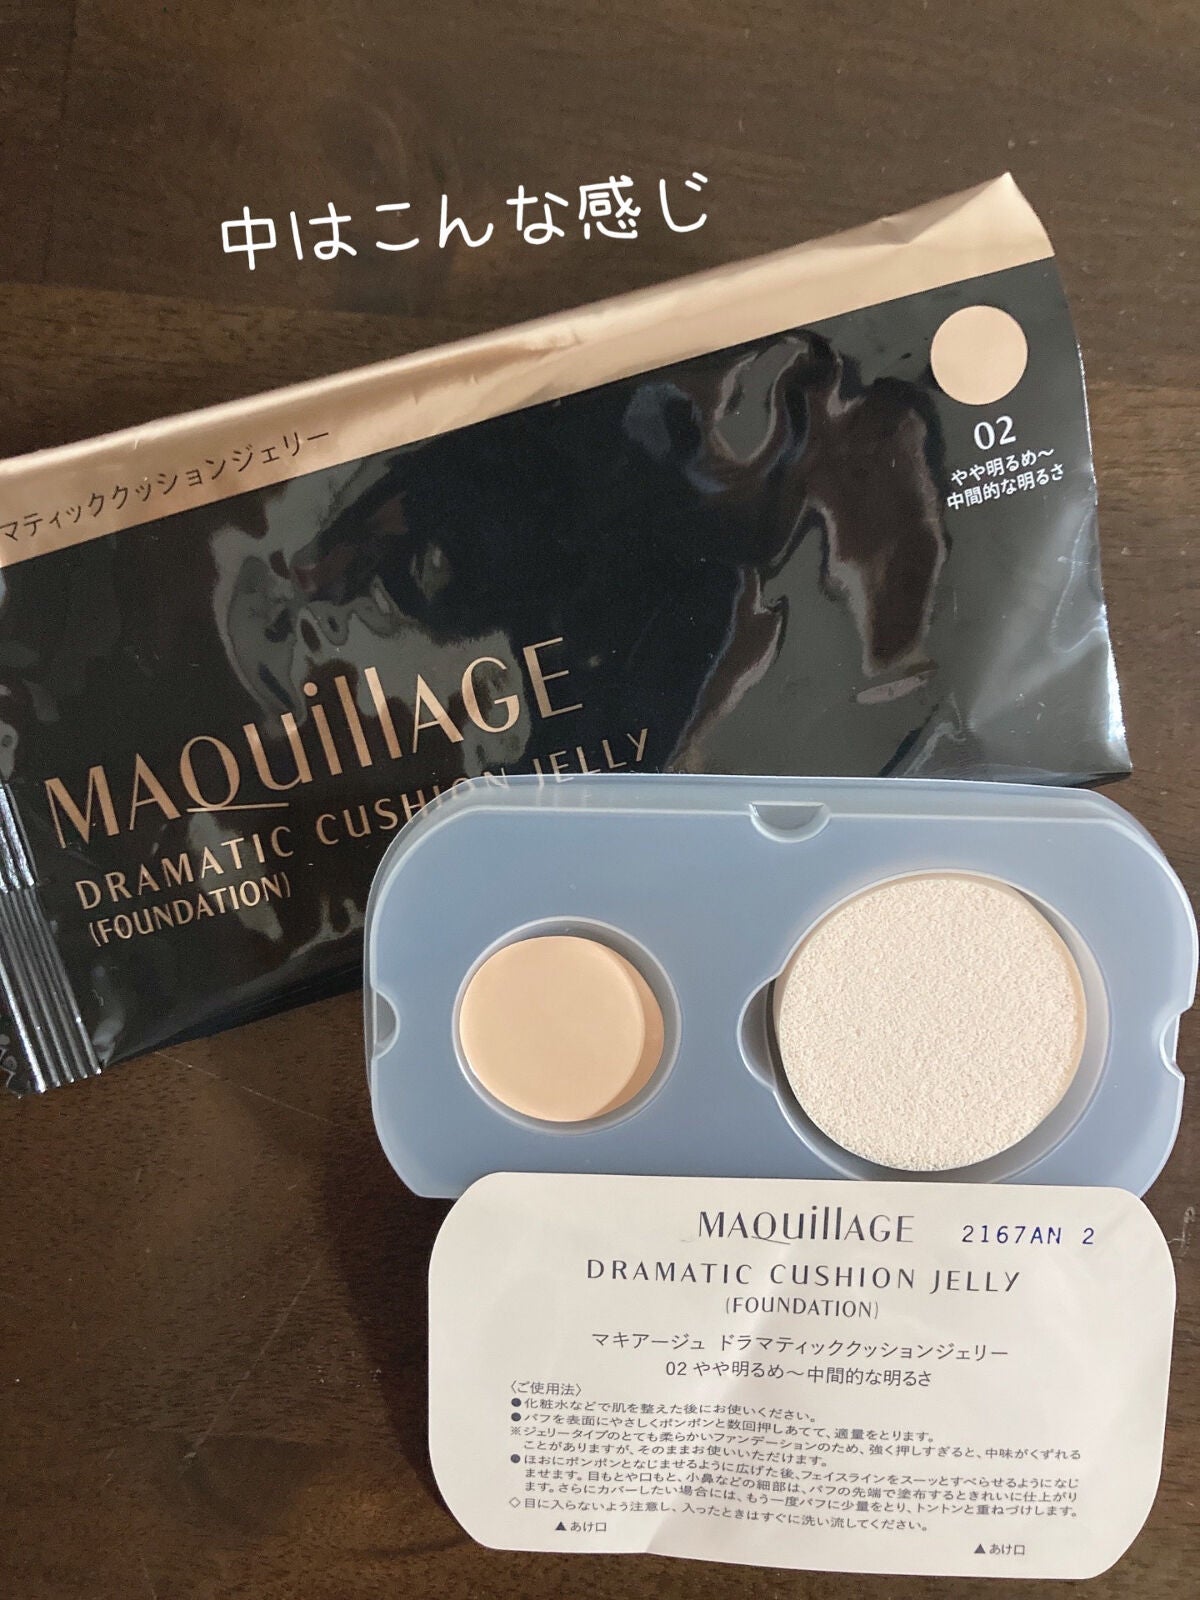 中はこんな感じ
マティッククッションジェリー
02
やや明るめ〜
中間的な明るさ
MAQuillAGE
DRAMATIC CUSHION JELLY
(FOUNDATION)
MAQuillAGE 2167AN 2
DRAMATIC CUSHION JELLY
(FOUNDATION)
マキアージュ ドラマティッククッションジェリー
02 やや明るめ〜中間的な明るさ
〈ご使用法〉
●化粧水などで肌を整えた後にお使いください。
●パフを表面にやさしくポンポンと数回押しあてて、適量をとります。
※ジェリータイプのとても柔らかいファンデーションのため、強く押しすぎると、中味がくずれる
ことがありますが、そのままお使いいただけます。
●ほおにポンポンとなじませるように広げた後、フェイスラインをスーッとすべらせるようになじ
ませます。目もとや口もと、小鼻などの細部は、パフの先端で塗布するときれいに仕上がり
ます。さらにカバーしたい場合には、もう一度パフに少量をとり、トントンと重ねづけします。
◇目に入らないよう注意し、入ったときはすぐに洗い流してください。
▲あけ口
▲あけ口